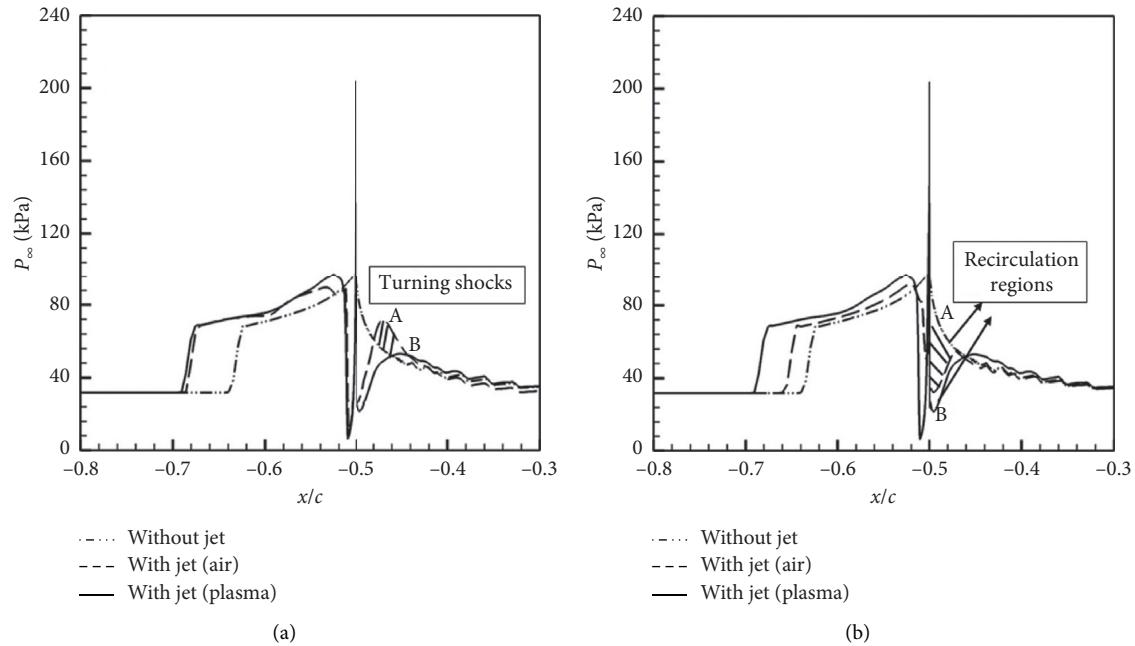 240
200
160
120
80
40
0
P∞ (kPa)
Turning shocks
A
B
–0.8 –0.7 –0.6 –0.5 –0.4 –0.3
x/c
Without jet
With jet (air)
With jet (plasma)
(a)
240
200
160
120
80
40
0
P∞ (kPa)
Recirculation
regions
A
B
–0.8 –0.7 –0.6 –0.5 –0.4 –0.3
x/c
Without jet
With jet (air)
With jet (plasma)
(b)